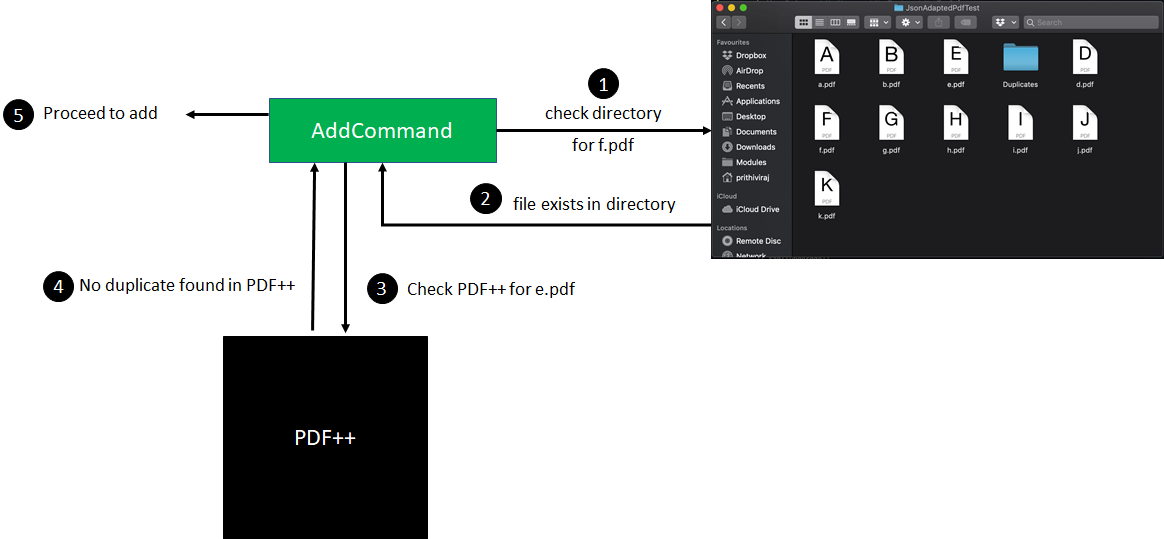 JsonAdaptedPdfTest
Search
Favourites
Dropbox
AirDrop
Recents
Applications
Desktop
Documents
Downloads
Modules
prithiviraj
iCloud
iCloud Drive
Locations
Remote Disc
Network
A
PDF
a.pdf
B
PDF
b.pdf
E
PDF
e.pdf
Duplicates
D
PDF
d.pdf
F
PDF
f.pdf
G
PDF
g.pdf
H
PDF
h.pdf
I
PDF
i.pdf
J
PDF
j.pdf
K
PDF
k.pdf
1
check directory
for f.pdf
5 Proceed to add
AddCommand
2 file exists in directory
4 No duplicate found in PDF++
3 Check PDF++ for e.pdf
PDF++